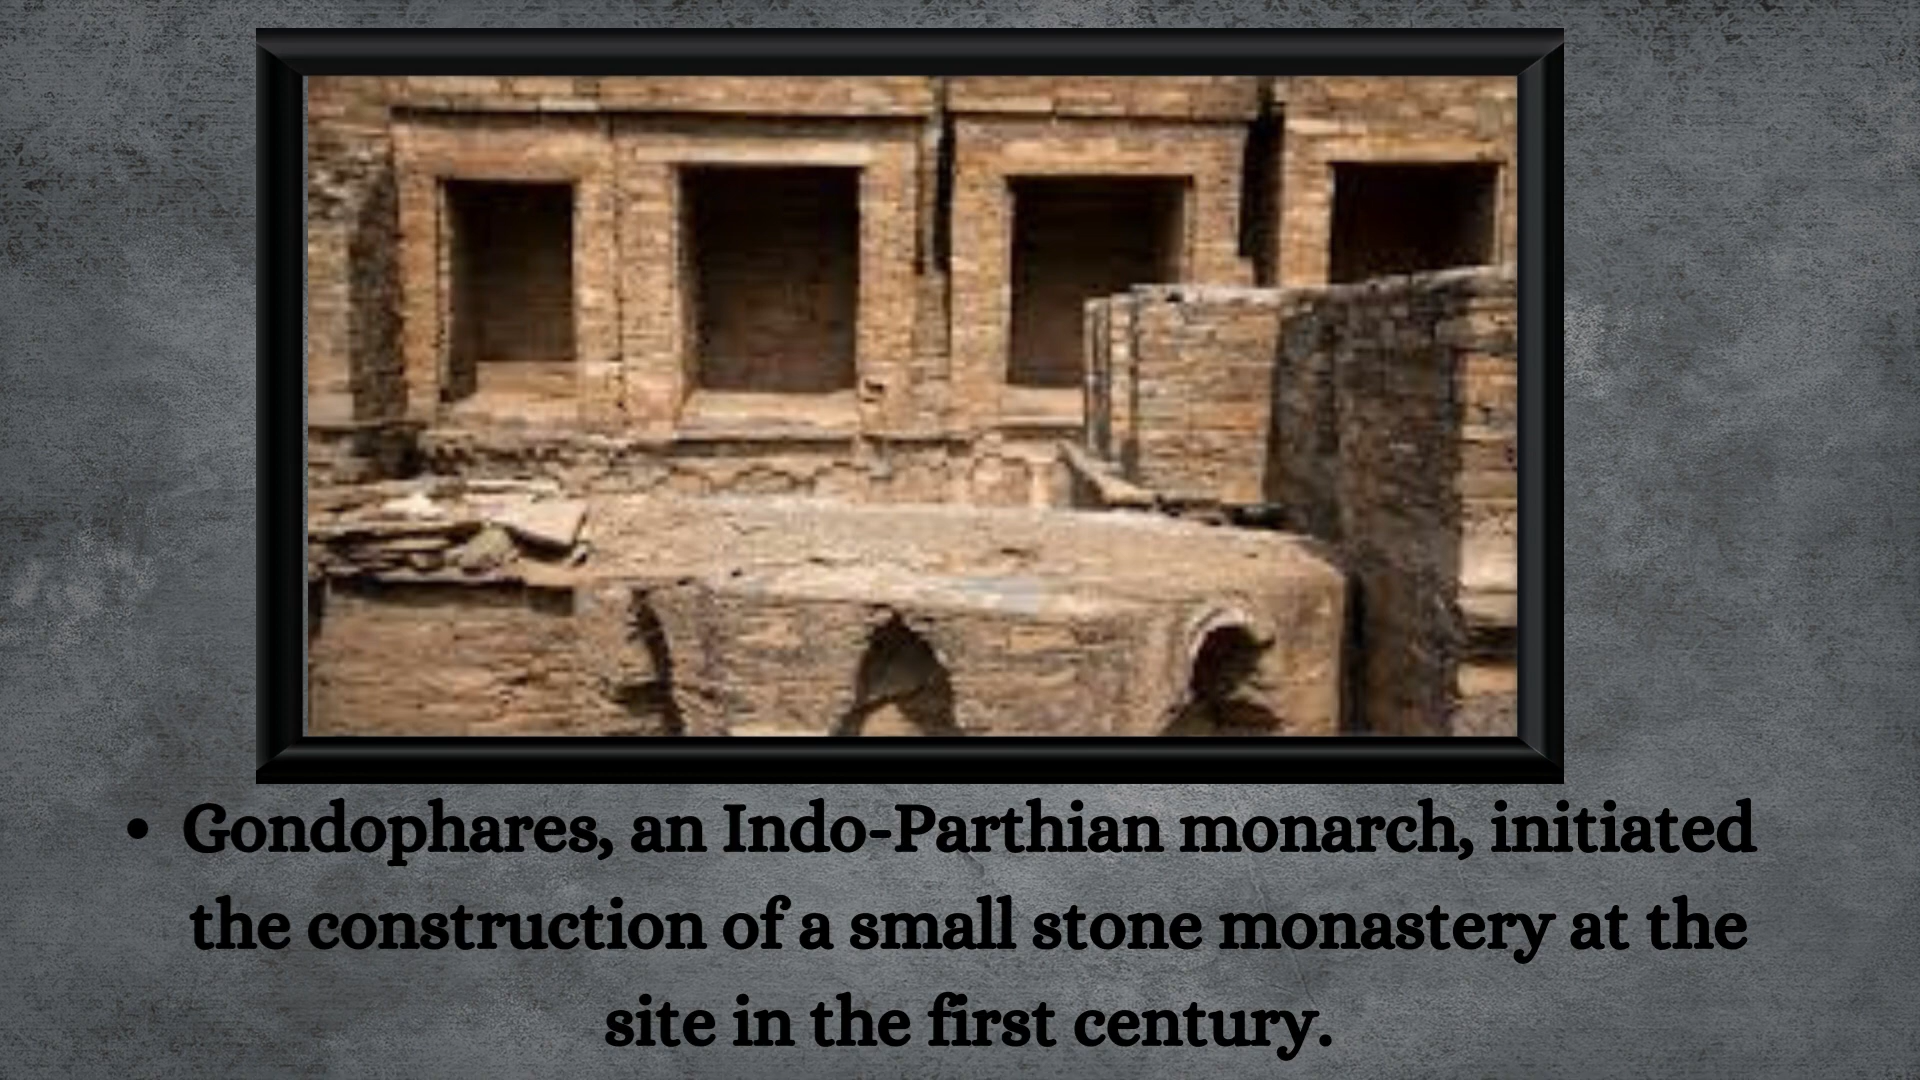 • Gondophares, an Indo-Parthian monarch, initiated
the construction of a small stone monastery at the
site in the first century.